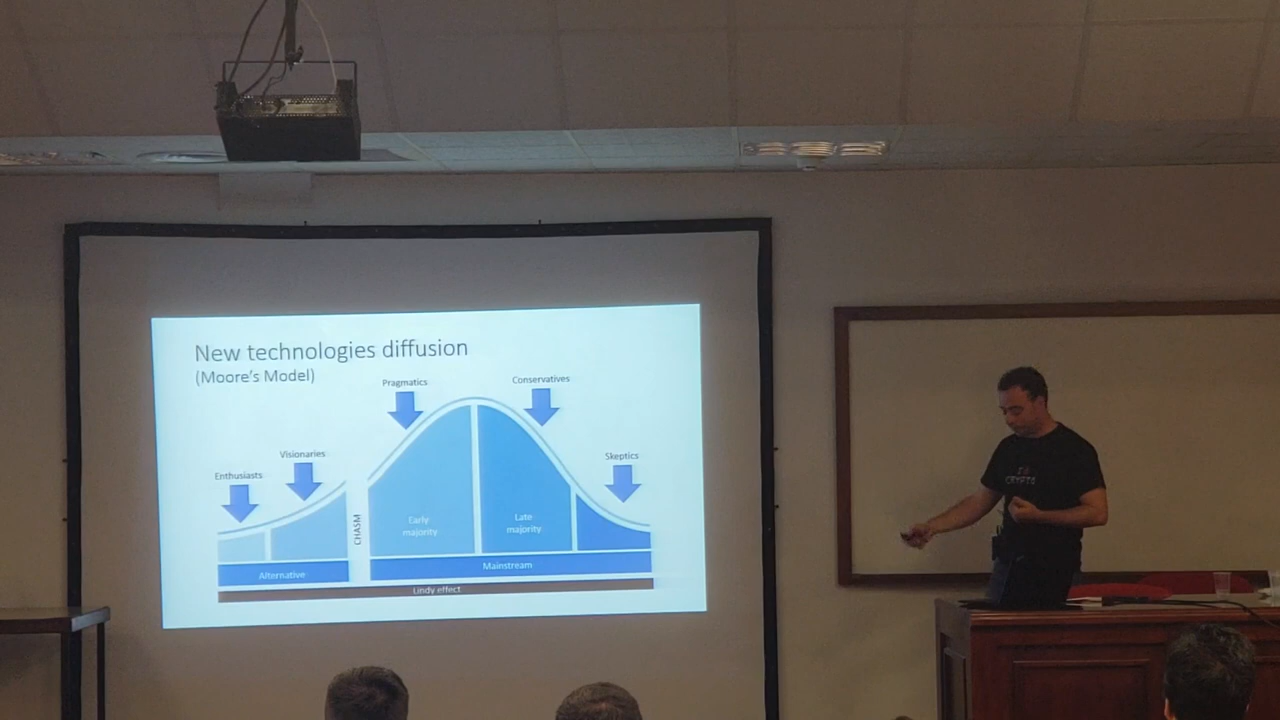 New technologies diffusion
(Moore's Model)
Pragmatics
Conservatives
Visionaries
Skeptics
Enthusiasts
CHASM
Early
majority
Late
majority
Alternative
Mainstream
Lindy effect
CRYPTO